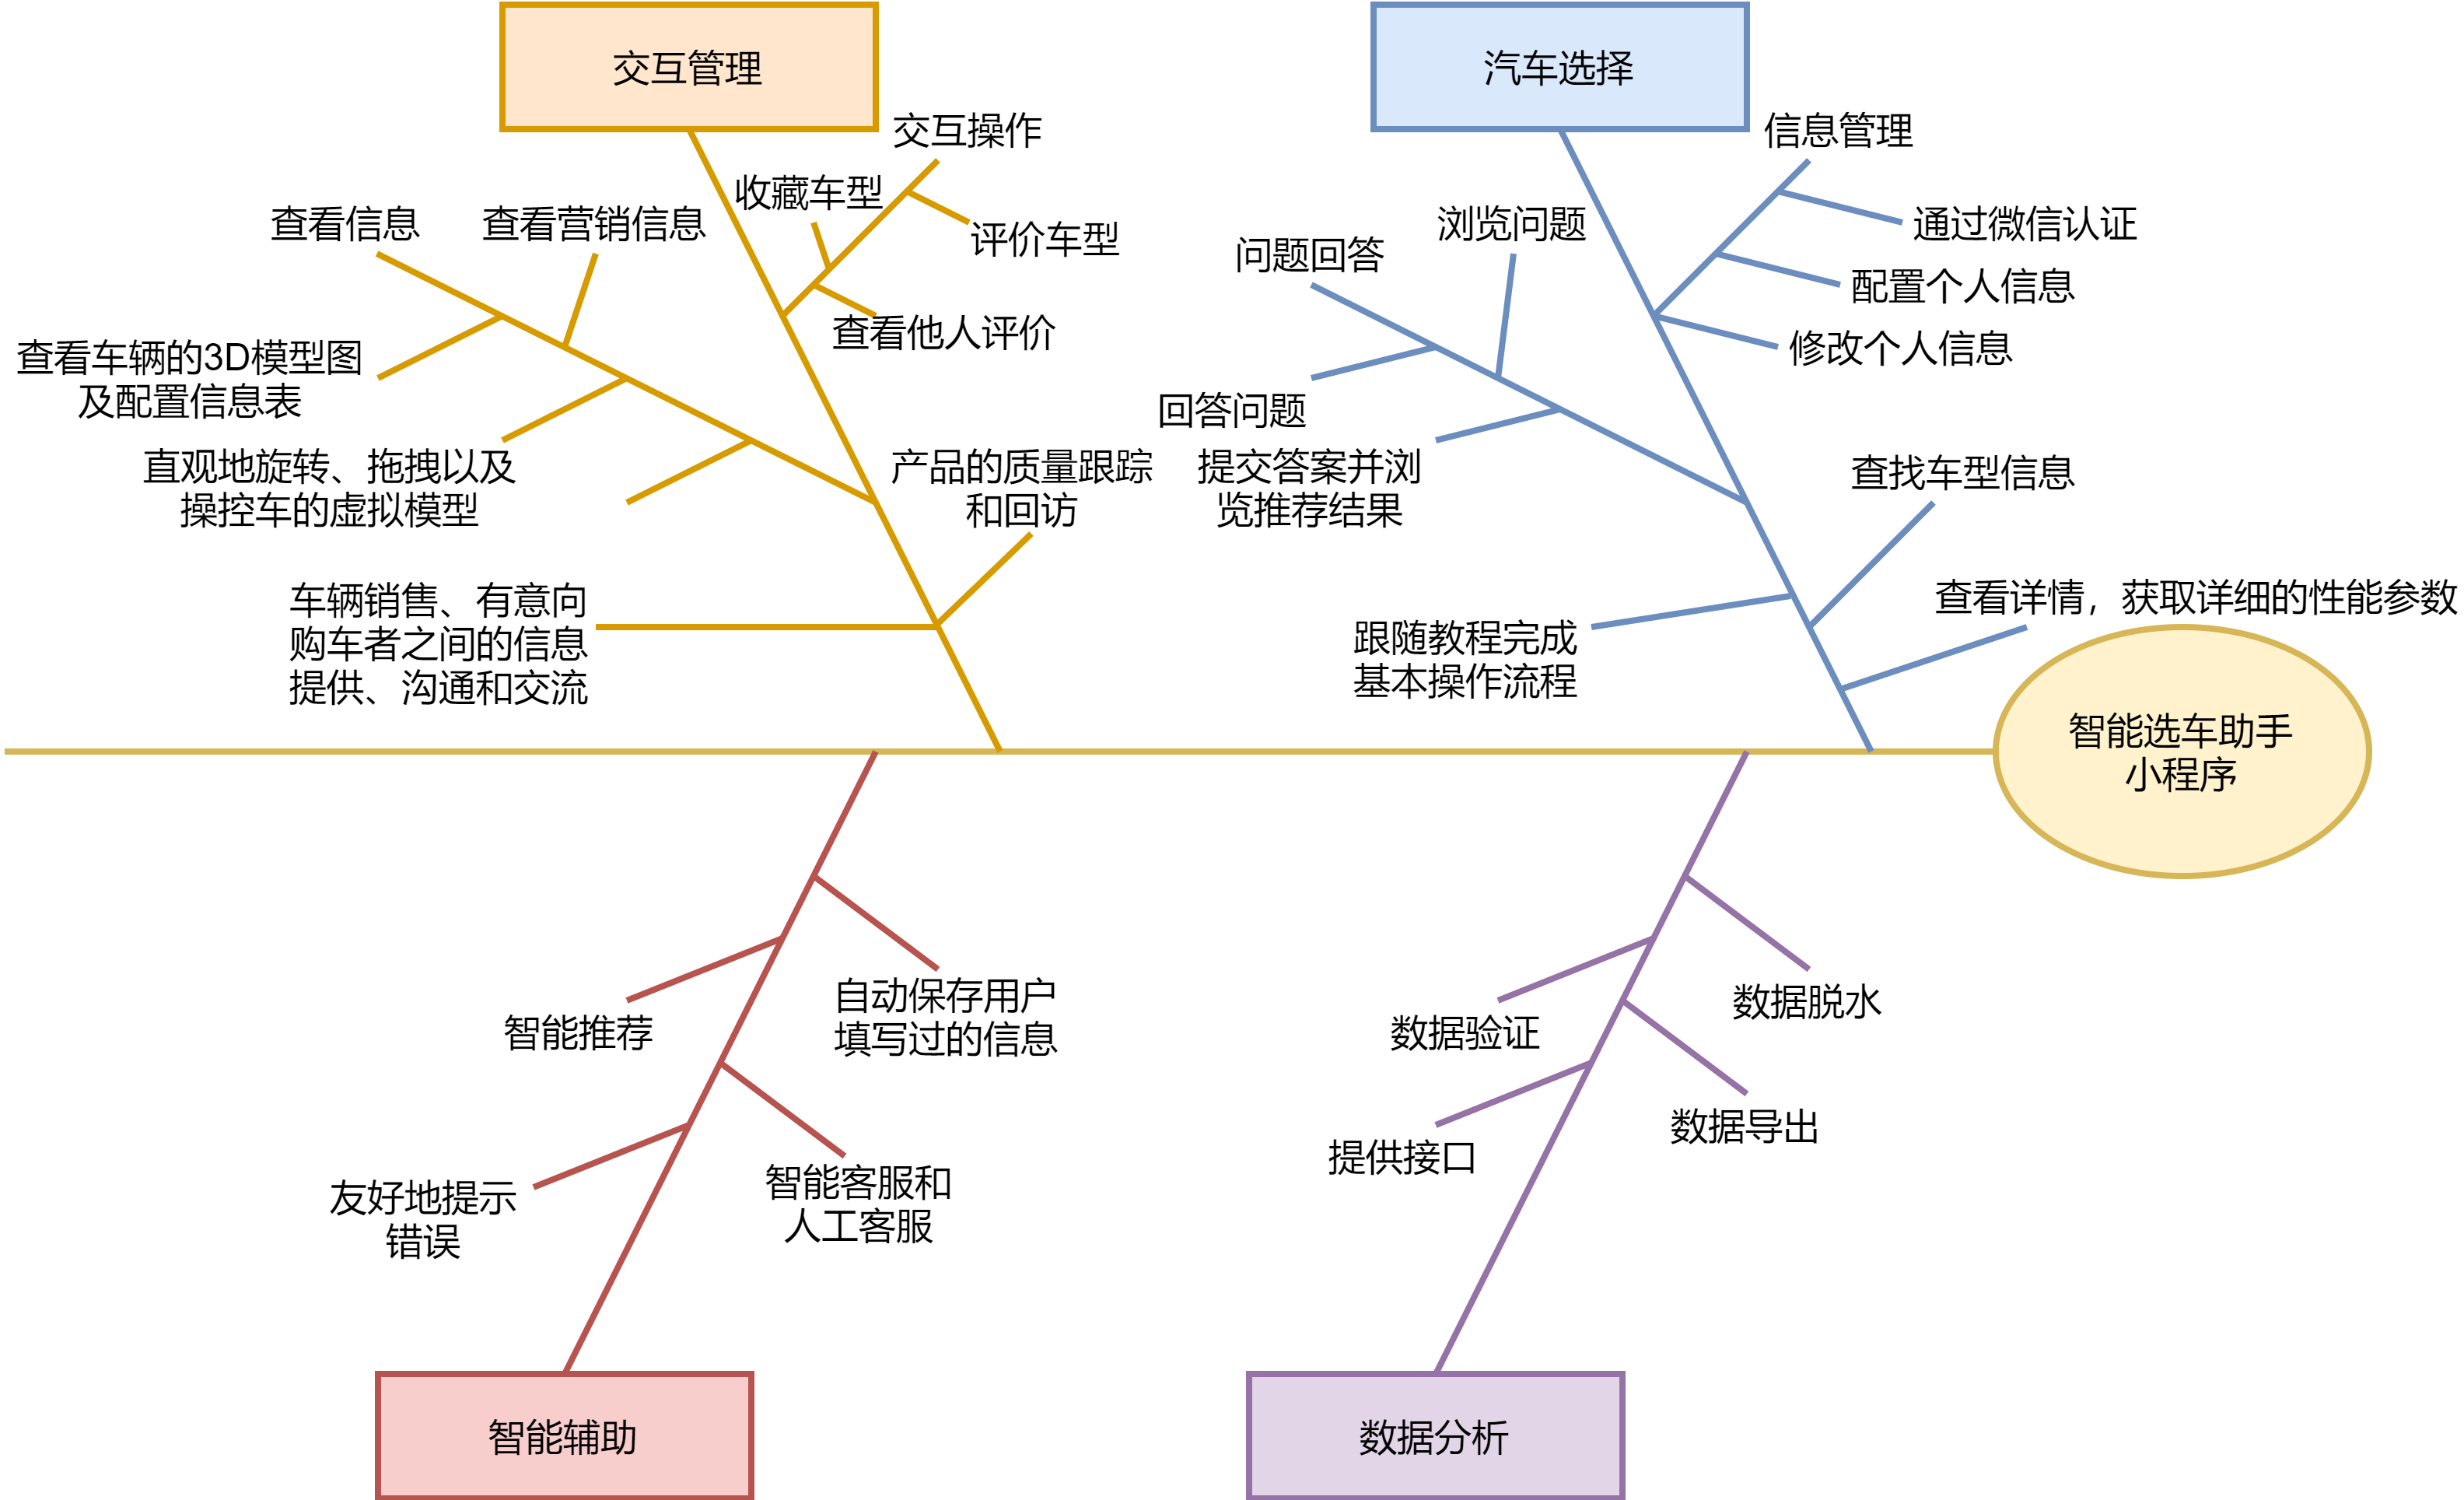 交互管理
汽车选择
交互操作
信息管理
收藏车型
查看信息
查看营销信息
评价车型
浏览问题
通过微信认证
问题回答
配置个人信息
查看他人评价
修改个人信息
查看车辆的3D模型图
及配置信息表
回答问题
直观地旋转、拖拽以及
操控车的虚拟模型
产品的质量跟踪
和回访
提交答案并浏
览推荐结果
查找车型信息
车辆销售、有意向
购车者之间的信息
提供、沟通和交流
查看详情，获取详细的性能参数
跟随教程完成
基本操作流程
智能选车助手
小程序
自动保存用户
填写过的信息
智能推荐
数据脱水
数据验证
数据导出
提供接口
智能客服和
人工客服
友好地提示
错误
智能辅助
数据分析